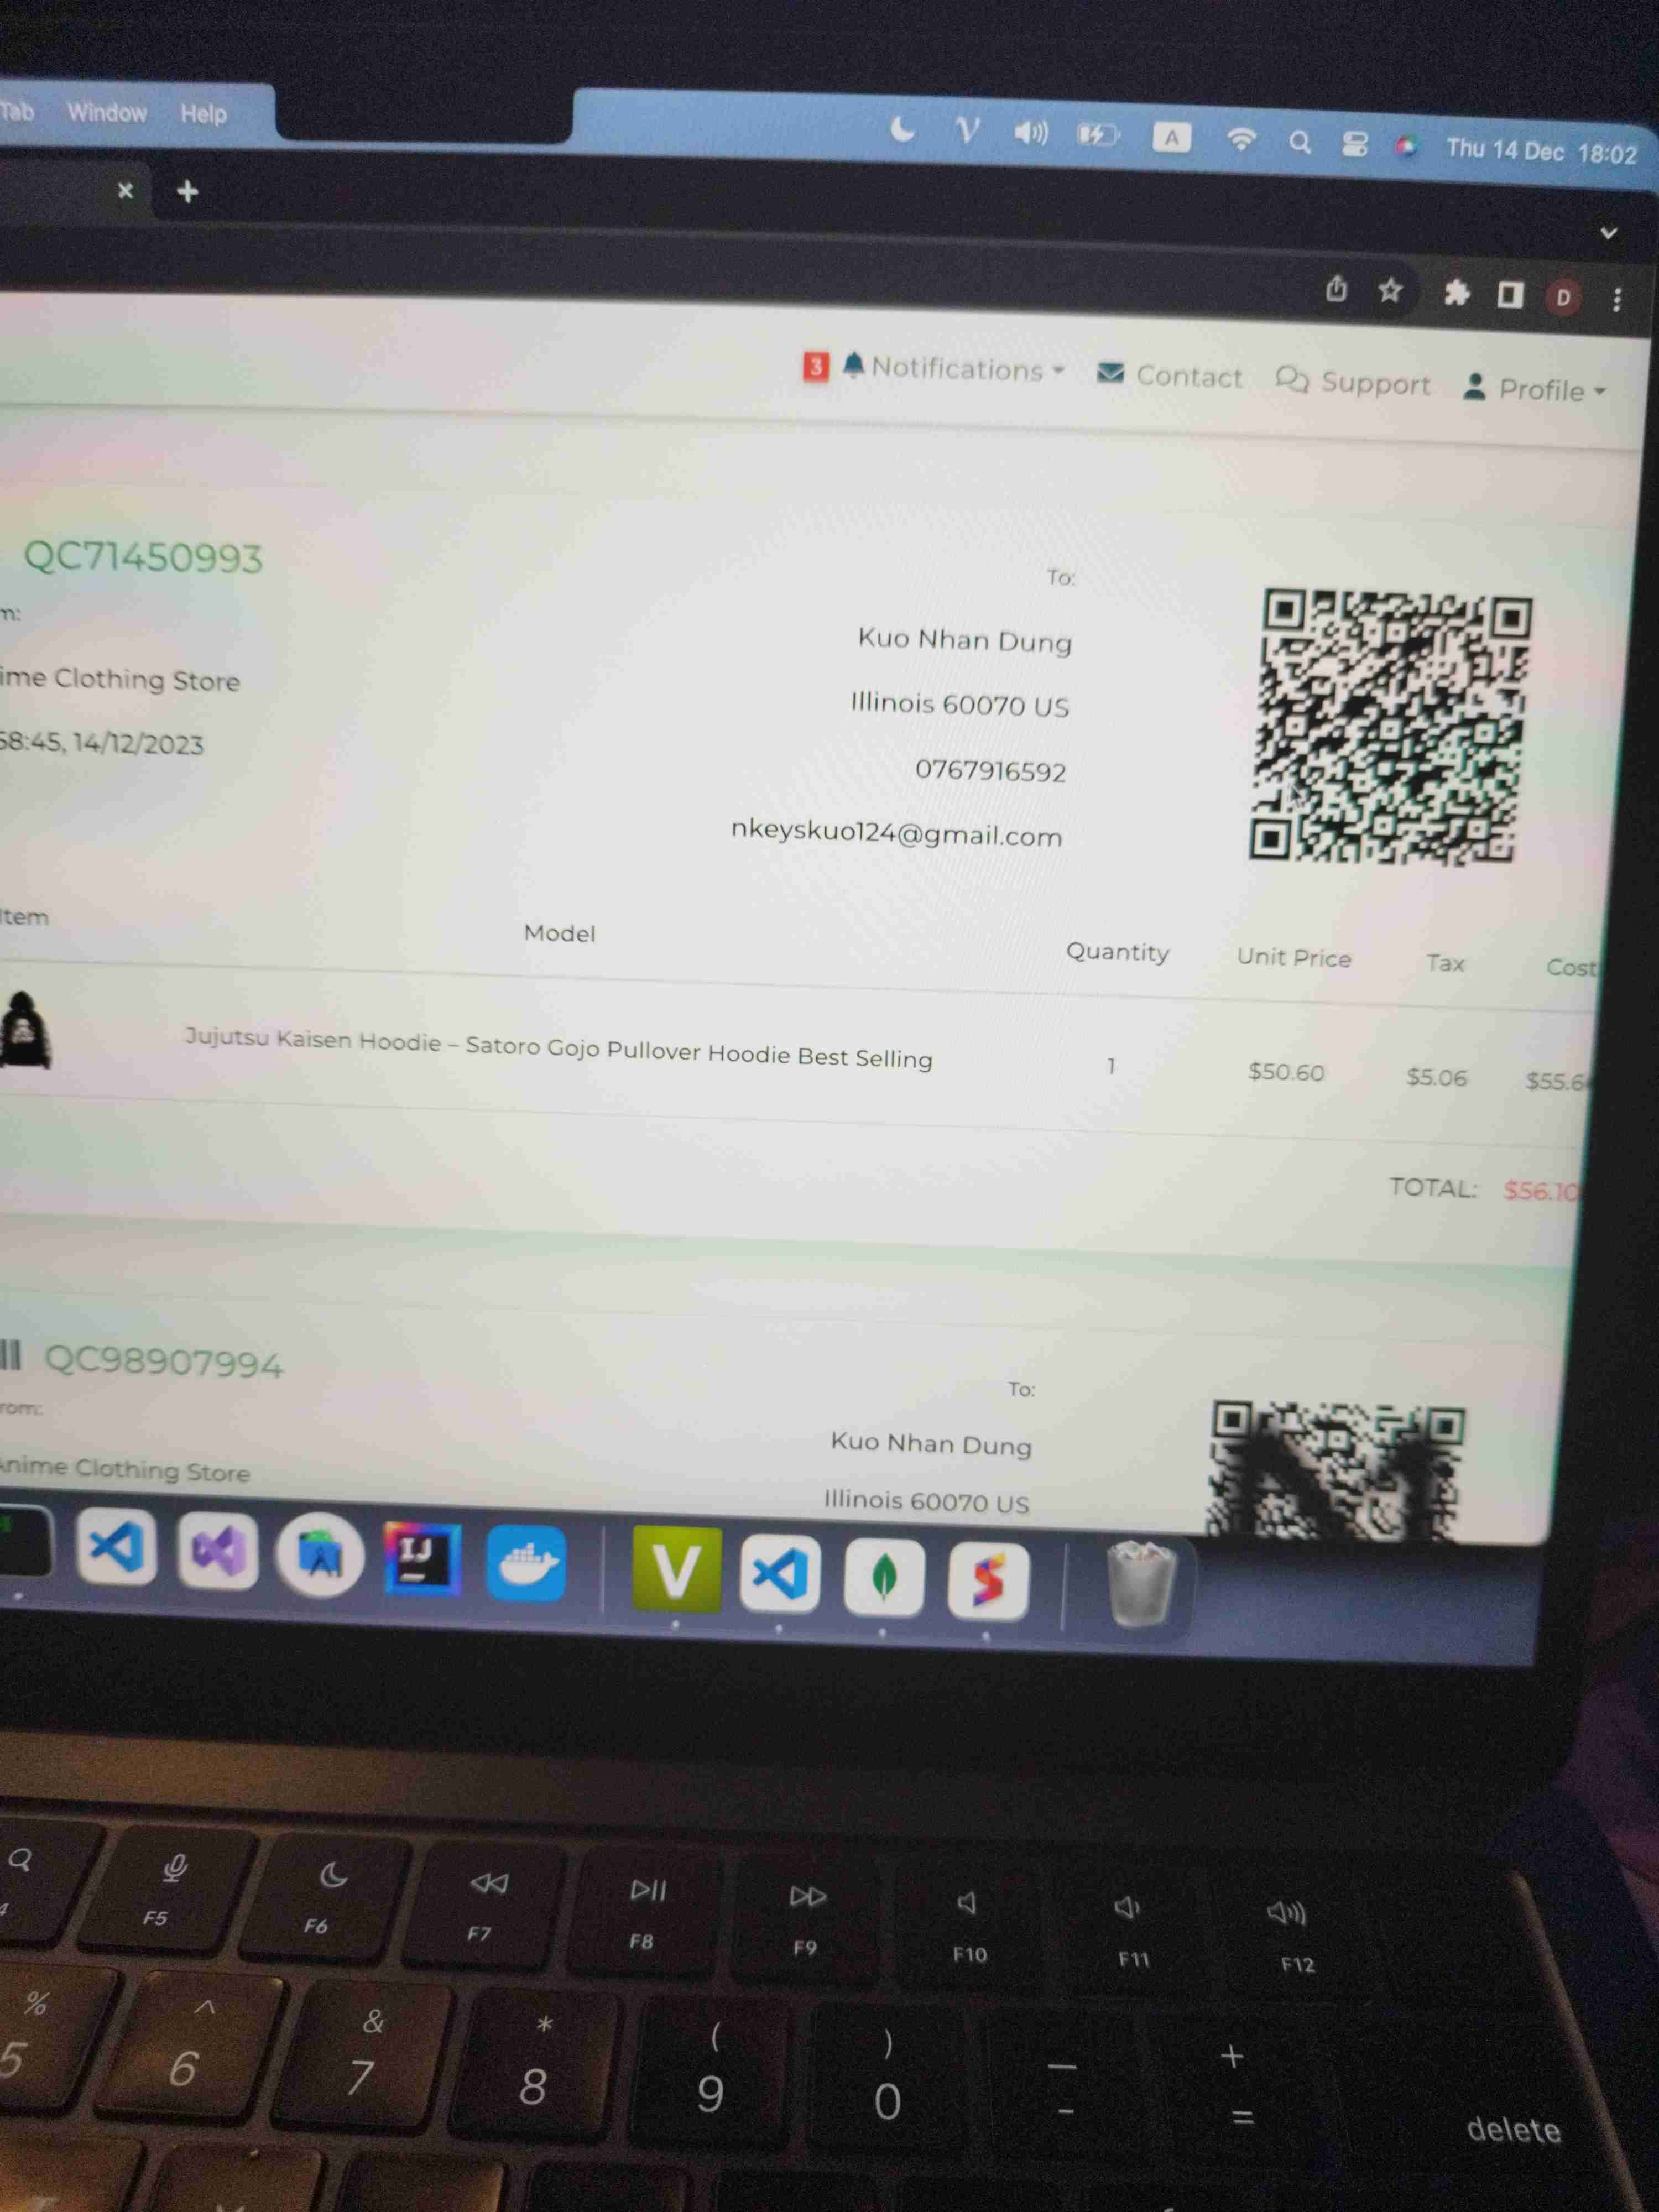 Tab Window Help
A
Thu 14 Dec 18:02
D
3 Notifications Contact Support Profile
QC71450993
m:
ime Clothing Store
58:45, 14/12/2023
To:
Kuo Nhan Dung
Illinois 60070 US
0767916592
nkeyskuo124@gmail.com
Item Model Quantity Unit Price Tax Cost
Jujutsu Kaisen Hoodie – Satoro Gojo Pullover Hoodie Best Selling 1 $50.60 $5.06 $55.6
TOTAL: $56.10
QC98907994
rom:
Anime Clothing Store
To:
Kuo Nhan Dung
Illinois 60070 US
IJ
V
F5 F6 F7 F8 F9 F10 F11 F12
% ^ & * ( ) — +
5 6 7 8 9 0 - =
delete